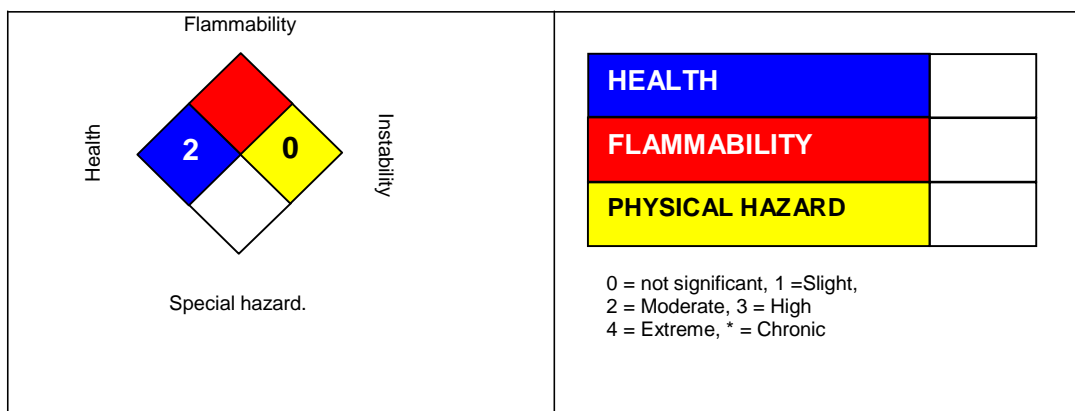 Flammability
Health
2
0
Instability
Special hazard.
HEALTH
FLAMMABILITY
PHYSICAL HAZARD
0 = not significant, 1 =Slight,
2 = Moderate, 3 = High
4 = Extreme, * = Chronic